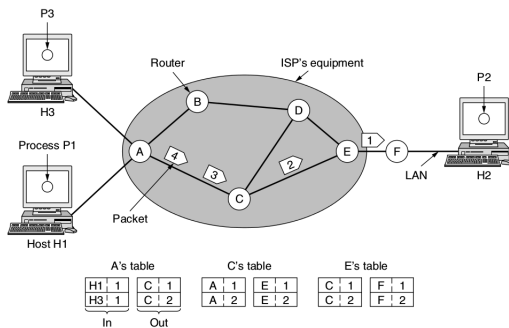 P3
H3
Router
ISP's equipment
P2
H2
LAN
Process P1
Host H1
Packet
A
B
C
D
E
F
4
3
2
1
A's table
C's table
E's table
H1 1 C 1
H3 1 C 2
A 1 E 1
A 2 E 2
C 1 F 1
C 2 F 2
In
Out